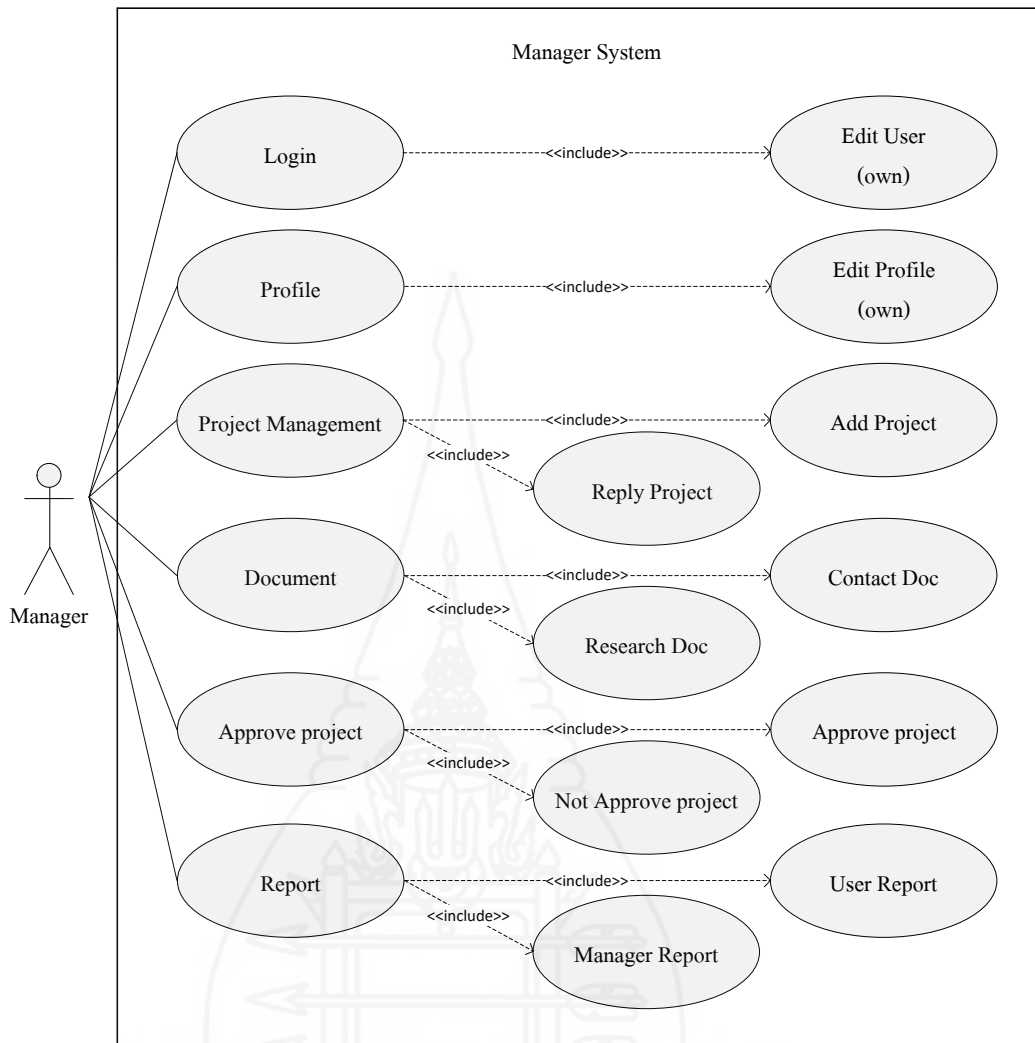 Manager System
Login
<<include>>
Edit User
(own)
Profile
<<include>>
Edit Profile
(own)
Project Management
<<include>>
Add Project
<<include>>
Reply Project
Manager
Document
<<include>>
Contact Doc
<<include>>
Research Doc
Approve project
<<include>>
Approve project
<<include>>
Not Approve project
Report
<<include>>
User Report
<<include>>
Manager Report